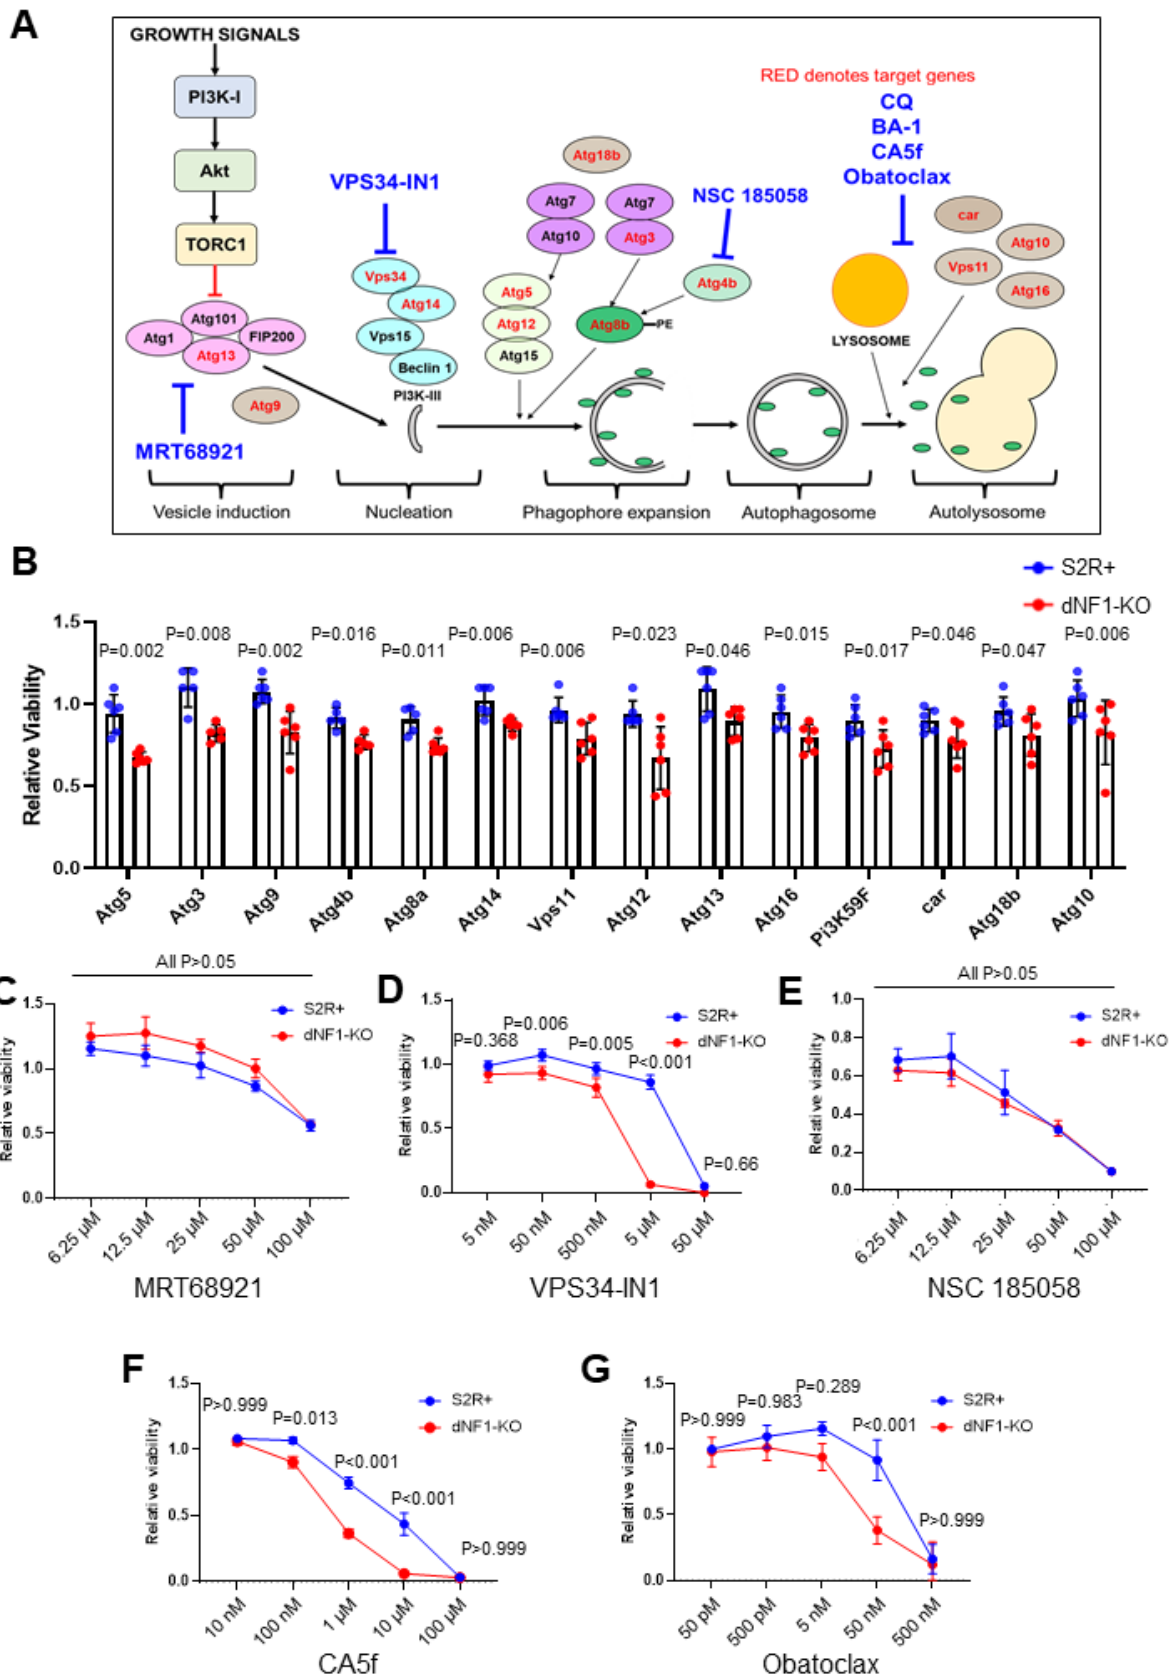 A
GROWTH SIGNALS
PI3K-I
Akt
TORC1
Atg101
Atg1
FIP200
Atg13
Atg9
MRT68921
VPS34-IN1
Vps34
Atg14
Vps15
Beclin 1
PI3K-III
Atg18b
Atg7
Atg7
Atg10
Atg3
NSC 185058
Atg4b
Atg5
Atg12
Atg15
Atg8b
PE
RED denotes target genes
CQ
BA-1
CA5f
Obatoclax
car
Atg10
Vps11
Atg16
LYSOSOME
Vesicle induction
Nucleation
Phagophore expansion
Autophagosome
Autolysosome
B
S2R+
dNF1-KO
Relative Viability
1.5
1.0
0.5
0.0
P=0.002
P=0.008
P=0.002
P=0.016
P=0.011
P=0.006
P=0.006
P=0.023
P=0.046
P=0.015
P=0.017
P=0.046
P=0.047
P=0.006
Atg5
Atg3
Atg9
Atg4b
Atg8a
Atg14
Vps11
Atg12
Atg13
Atg16
Pi3K59F
car
Atg18b
Atg10
C
All P>0.05
S2R+
dNF1-KO
Relative viability
1.5
1.0
0.5
0.0
6.25 µM
12.5 µM
25 µM
50 µM
100 µM
MRT68921
D
P=0.368
P=0.006
P=0.005
P<0.001
P=0.66
S2R+
dNF1-KO
Relative viability
1.5
1.0
0.5
0.0
5 nM
50 nM
500 nM
5 µM
50 µM
VPS34-IN1
E
All P>0.05
S2R+
dNF1-KO
Relative viability
1.0
0.8
0.6
0.4
0.2
0.0
6.25 µM
12.5 µM
25 µM
50 µM
100 µM
NSC 185058
F
P>0.999
P=0.013
P<0.001
P<0.001
P>0.999
S2R+
dNF1-KO
Relative viability
1.5
1.0
0.5
0.0
10 nM
100 nM
1 µM
10 µM
100 µM
CA5f
G
P>0.999
P=0.983
P=0.289
P<0.001
P>0.999
S2R+
dNF1-KO
Relative viability
1.5
1.0
0.5
0.0
50 pM
500 pM
5 nM
50 nM
500 nM
Obatoclax